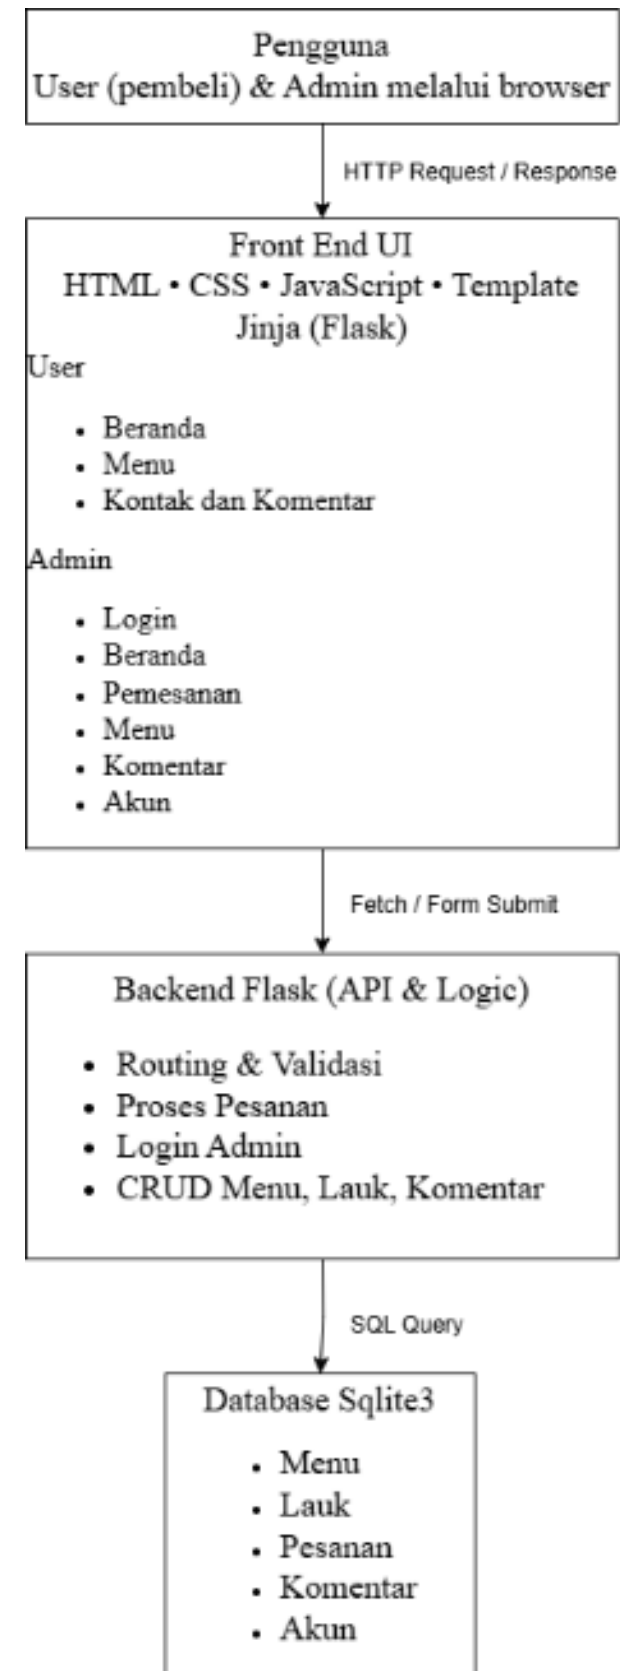 Pengguna
User (pembeli) & Admin melalui browser
HTTP Request / Response
Front End UI
HTML • CSS • JavaScript • Template
Jinja (Flask)
User
• Beranda
• Menu
• Kontak dan Komentar
Admin
• Login
• Beranda
• Pemesanan
• Menu
• Komentar
• Akun
Fetch / Form Submit
Backend Flask (API & Logic)
• Routing & Validasi
• Proses Pesanan
• Login Admin
• CRUD Menu, Lauk, Komentar
SQL Query
Database Sqlite3
• Menu
• Lauk
• Pesanan
• Komentar
• Akun